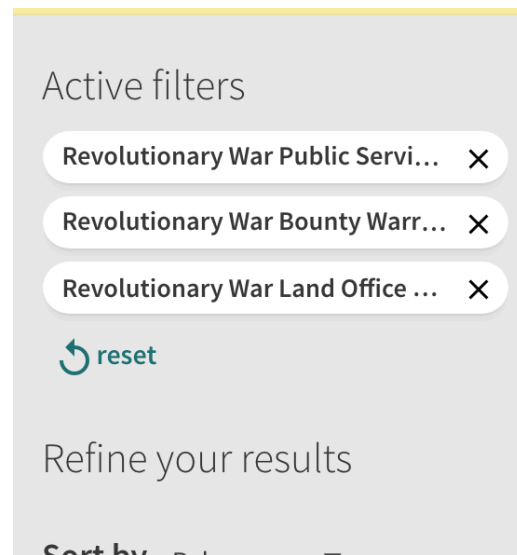 Active filters
Revolutionary War Public Servi...
Revolutionary War Bounty Warr...
Revolutionary War Land Office ...
reset
Refine your results
Sort by